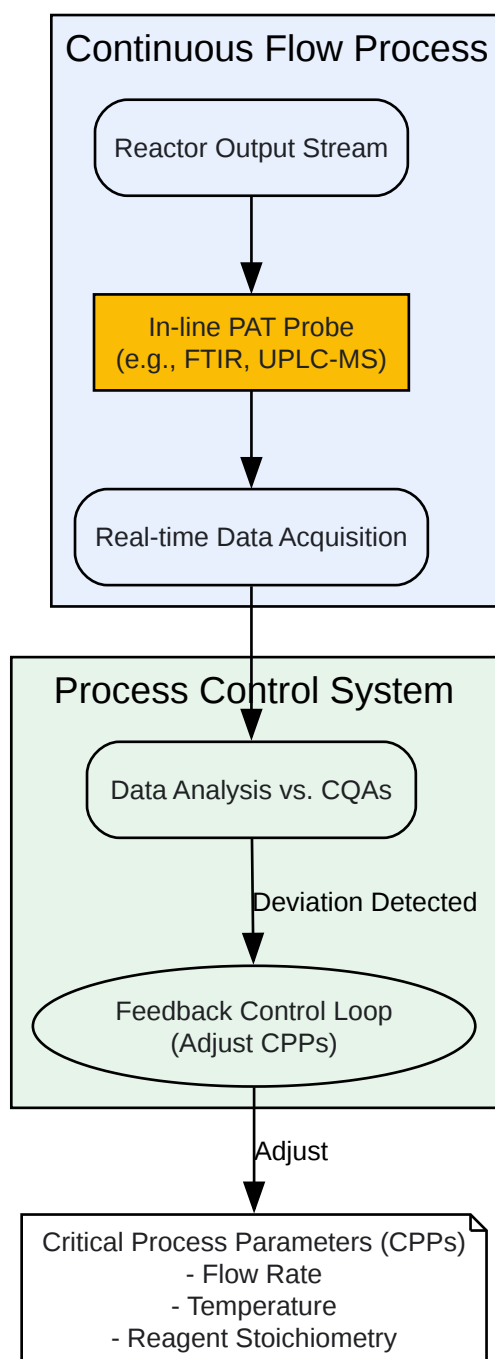 Continuous Flow Process
Reactor Output Stream
In-line PAT Probe
(e.g., FTIR, UPLC-MS)
Real-time Data Acquisition
Process Control System
Data Analysis vs. CQAs
Deviation Detected
Feedback Control Loop
(Adjust CPPs)
Adjust
Critical Process Parameters (CPPs)
- Flow Rate
- Temperature
- Reagent Stoichiometry